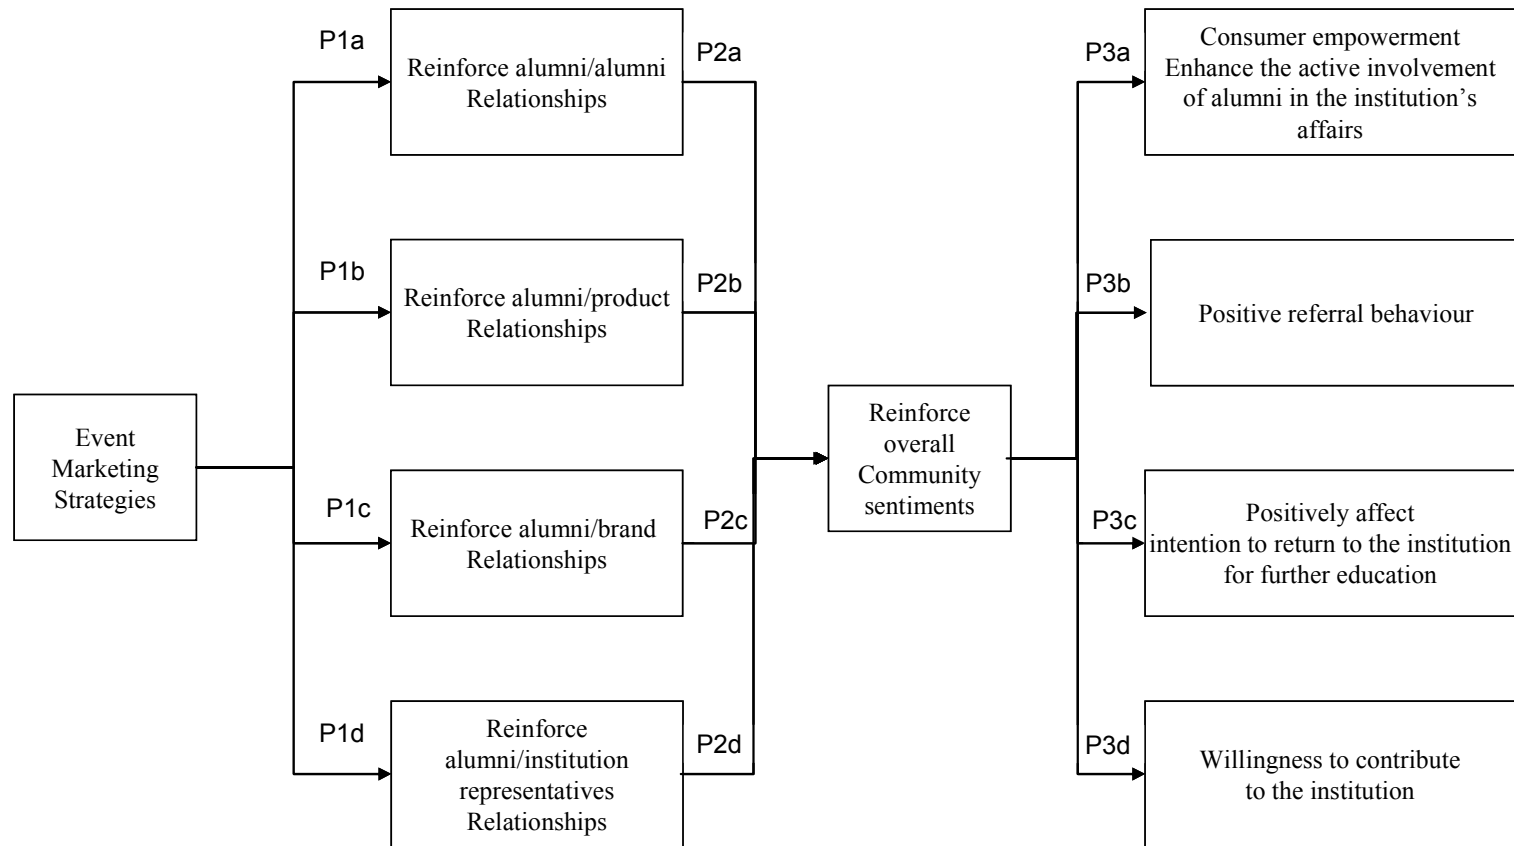 P1a
Reinforce alumni/alumni
Relationships
P2a
P3a
Consumer empowerment
Enhance the active involvement
of alumni in the institution’s
affairs
P1b
Reinforce alumni/product
Relationships
P2b
P3b
Positive referral behaviour
Event
Marketing
Strategies
P1c
Reinforce alumni/brand
Relationships
P2c
Reinforce
overall
Community
sentiments
P3c
Positively affect
intention to return to the institution
for further education
P1d
Reinforce
alumni/institution
representatives
Relationships
P2d
P3d
Willingness to contribute
to the institution